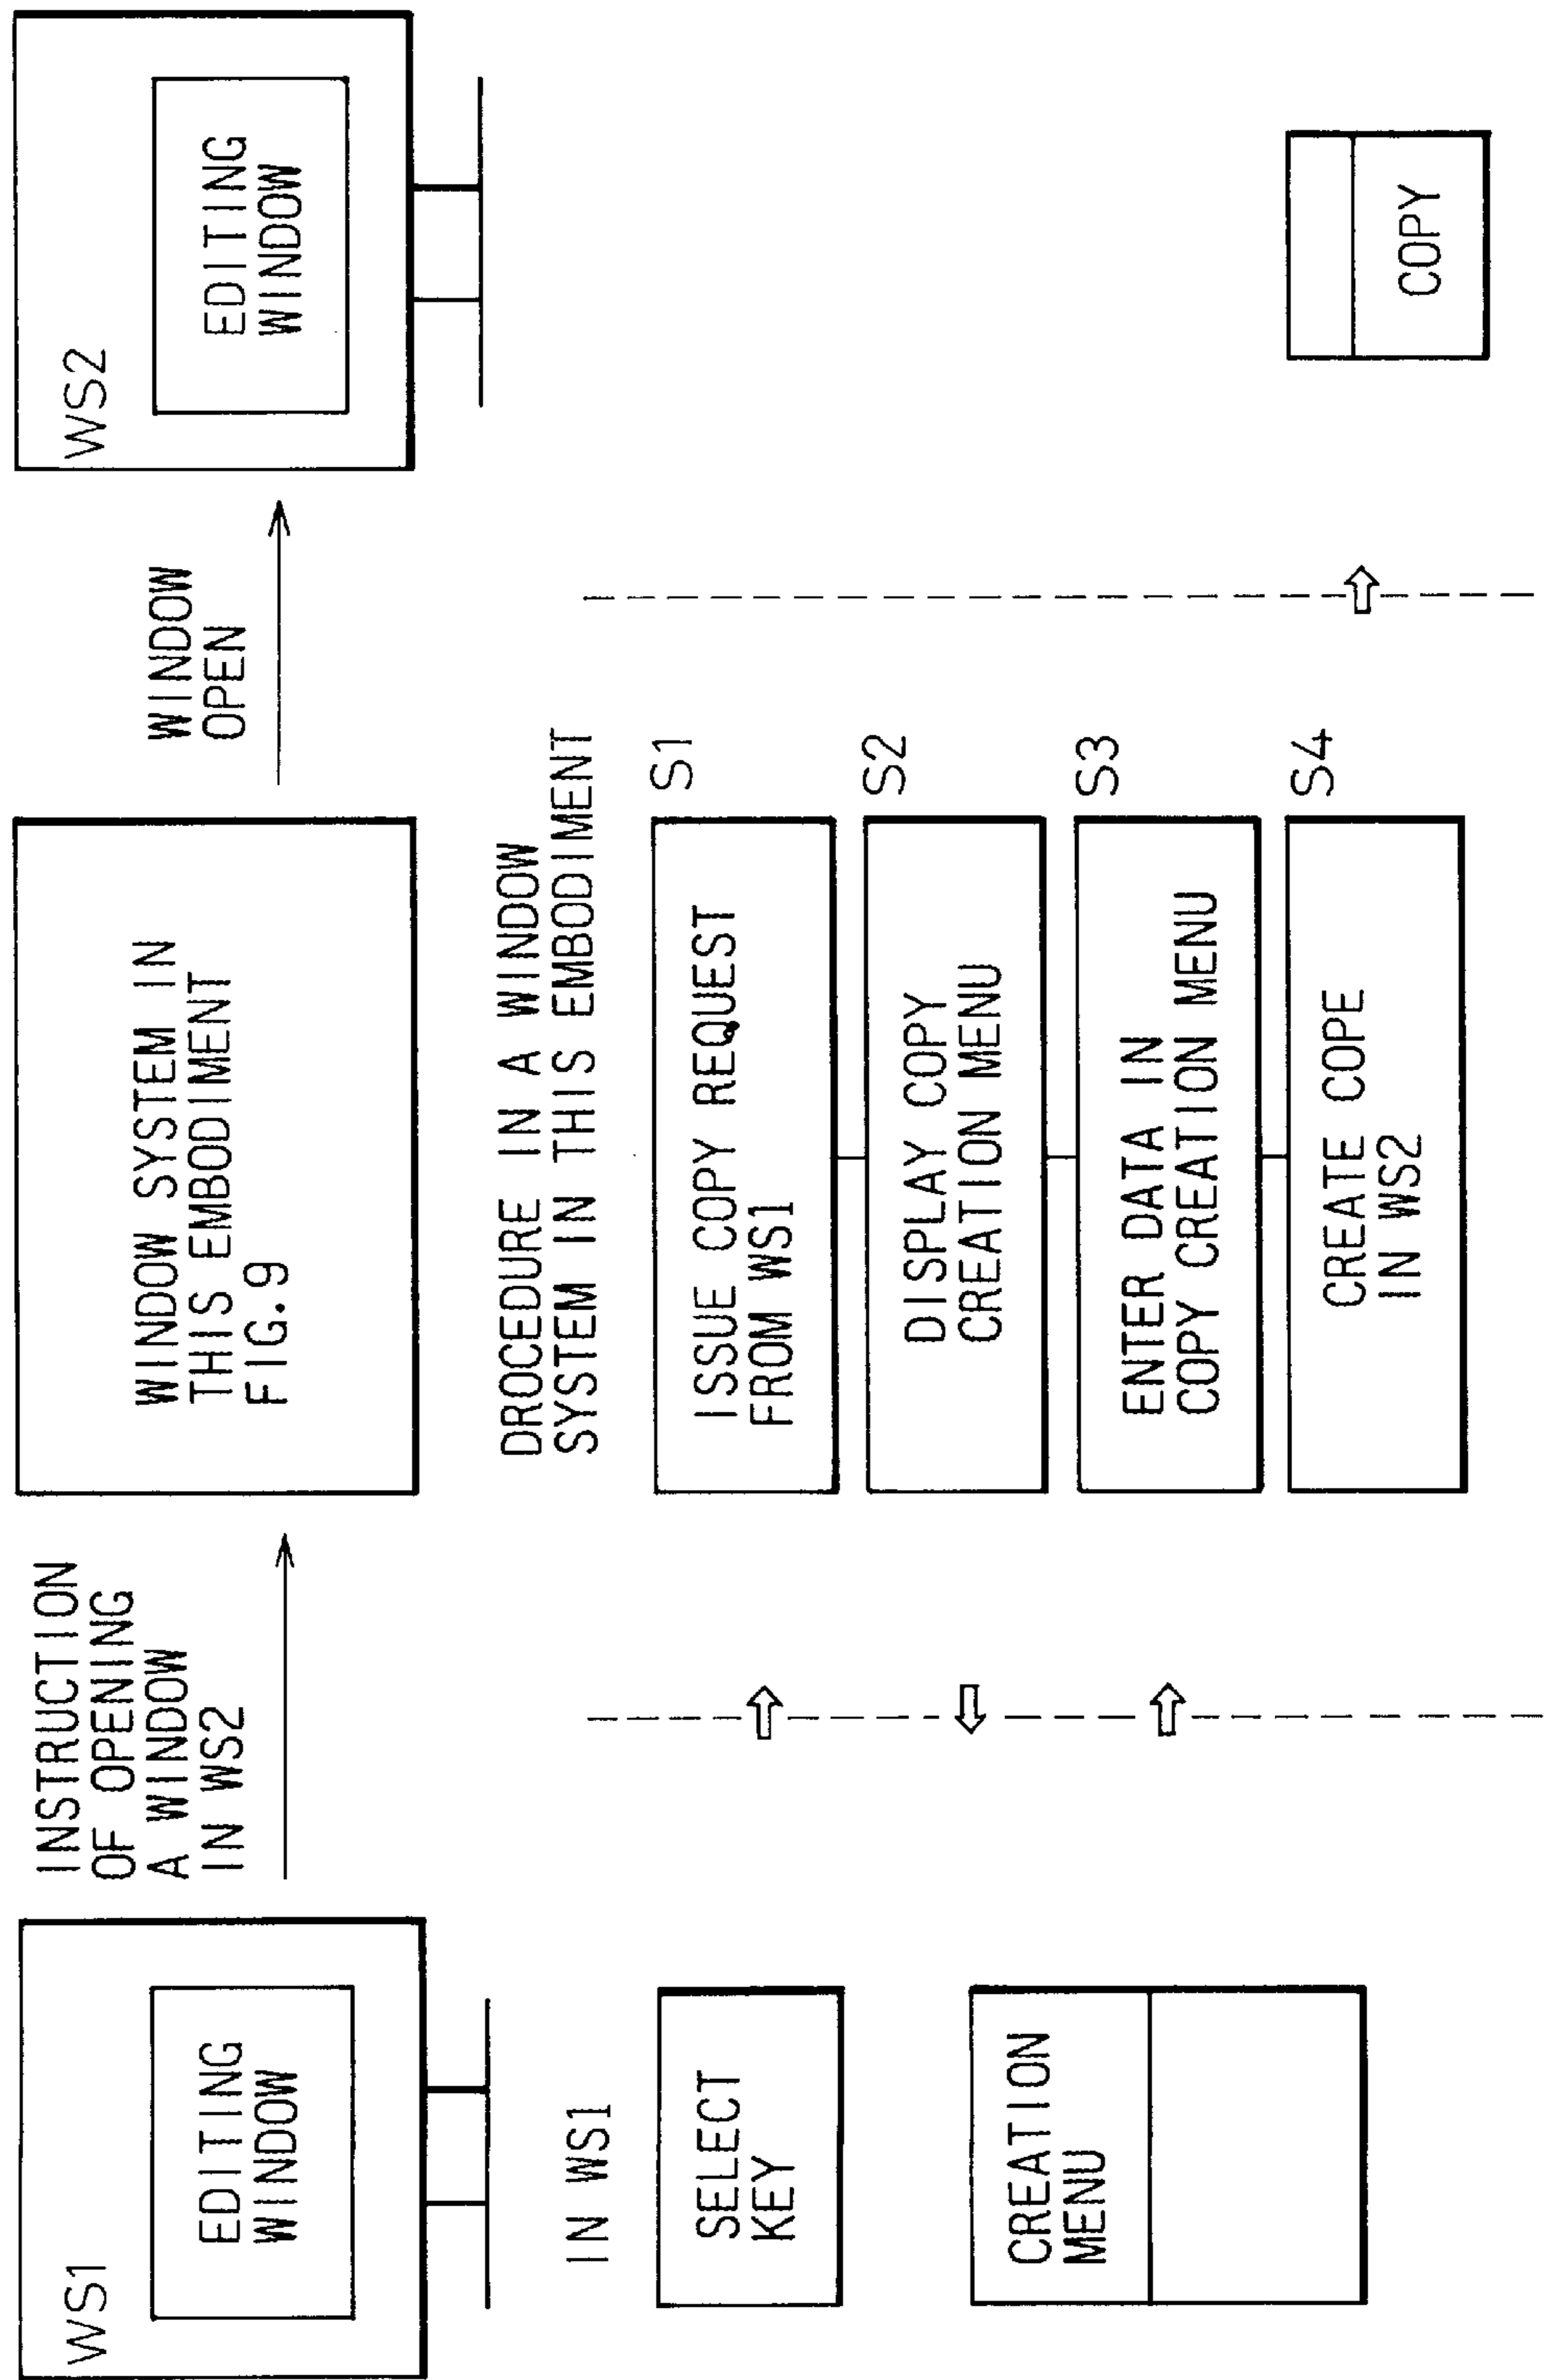 WS1
EDITING
WINDOW
INSTRUCTION
OF OPENING
A WINDOW
IN WS2
WINDOW SYSTEM IN
THIS EMBODIMENT
FIG.9
WINDOW
OPEN
WS2
EDITING
WINDOW
IN WS1
SELECT
KEY
CREATION
MENU
DROCEDURE IN A WINDOW
SYSTEM IN THIS EMBODIMENT
S1
ISSUE COPY REQUEST
FROM WS1
S2
DISPLAY COPY
CREATION MENU
S3
ENTER DATA IN
COPY CREATION MENU
S4
CREATE COPE
IN WS2
COPY